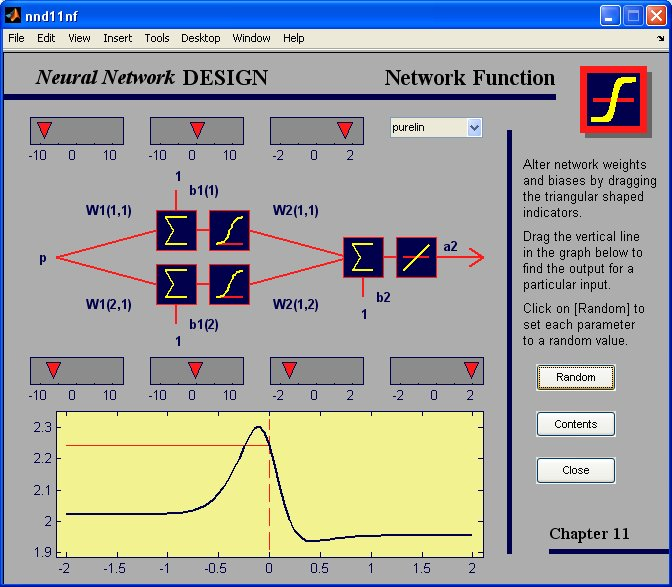 nnd11nf
File Edit View Insert Tools Desktop Window Help
Neural Network DESIGN
Network Function
purelin
-10 0 10
-10 0 10
-2 0 2
1
b1(1)
W1(1,1)
W2(1,1)
p
a2
W1(2,1)
W2(1,2)
b2
b1(2)
1
1
-10 0 10
-10 0 10
-2 0 2
-2 0 2
2.3
2.2
2.1
2
1.9
-2 -1.5 -1 -0.5 0 0.5 1 1.5 2
Alter network weights
and biases by dragging
the triangular shaped
indicators.
Drag the vertical line
in the graph below to
find the output for a
particular input.
Click on [Random] to
set each parameter
to a random value.
Random
Contents
Close
Chapter 11